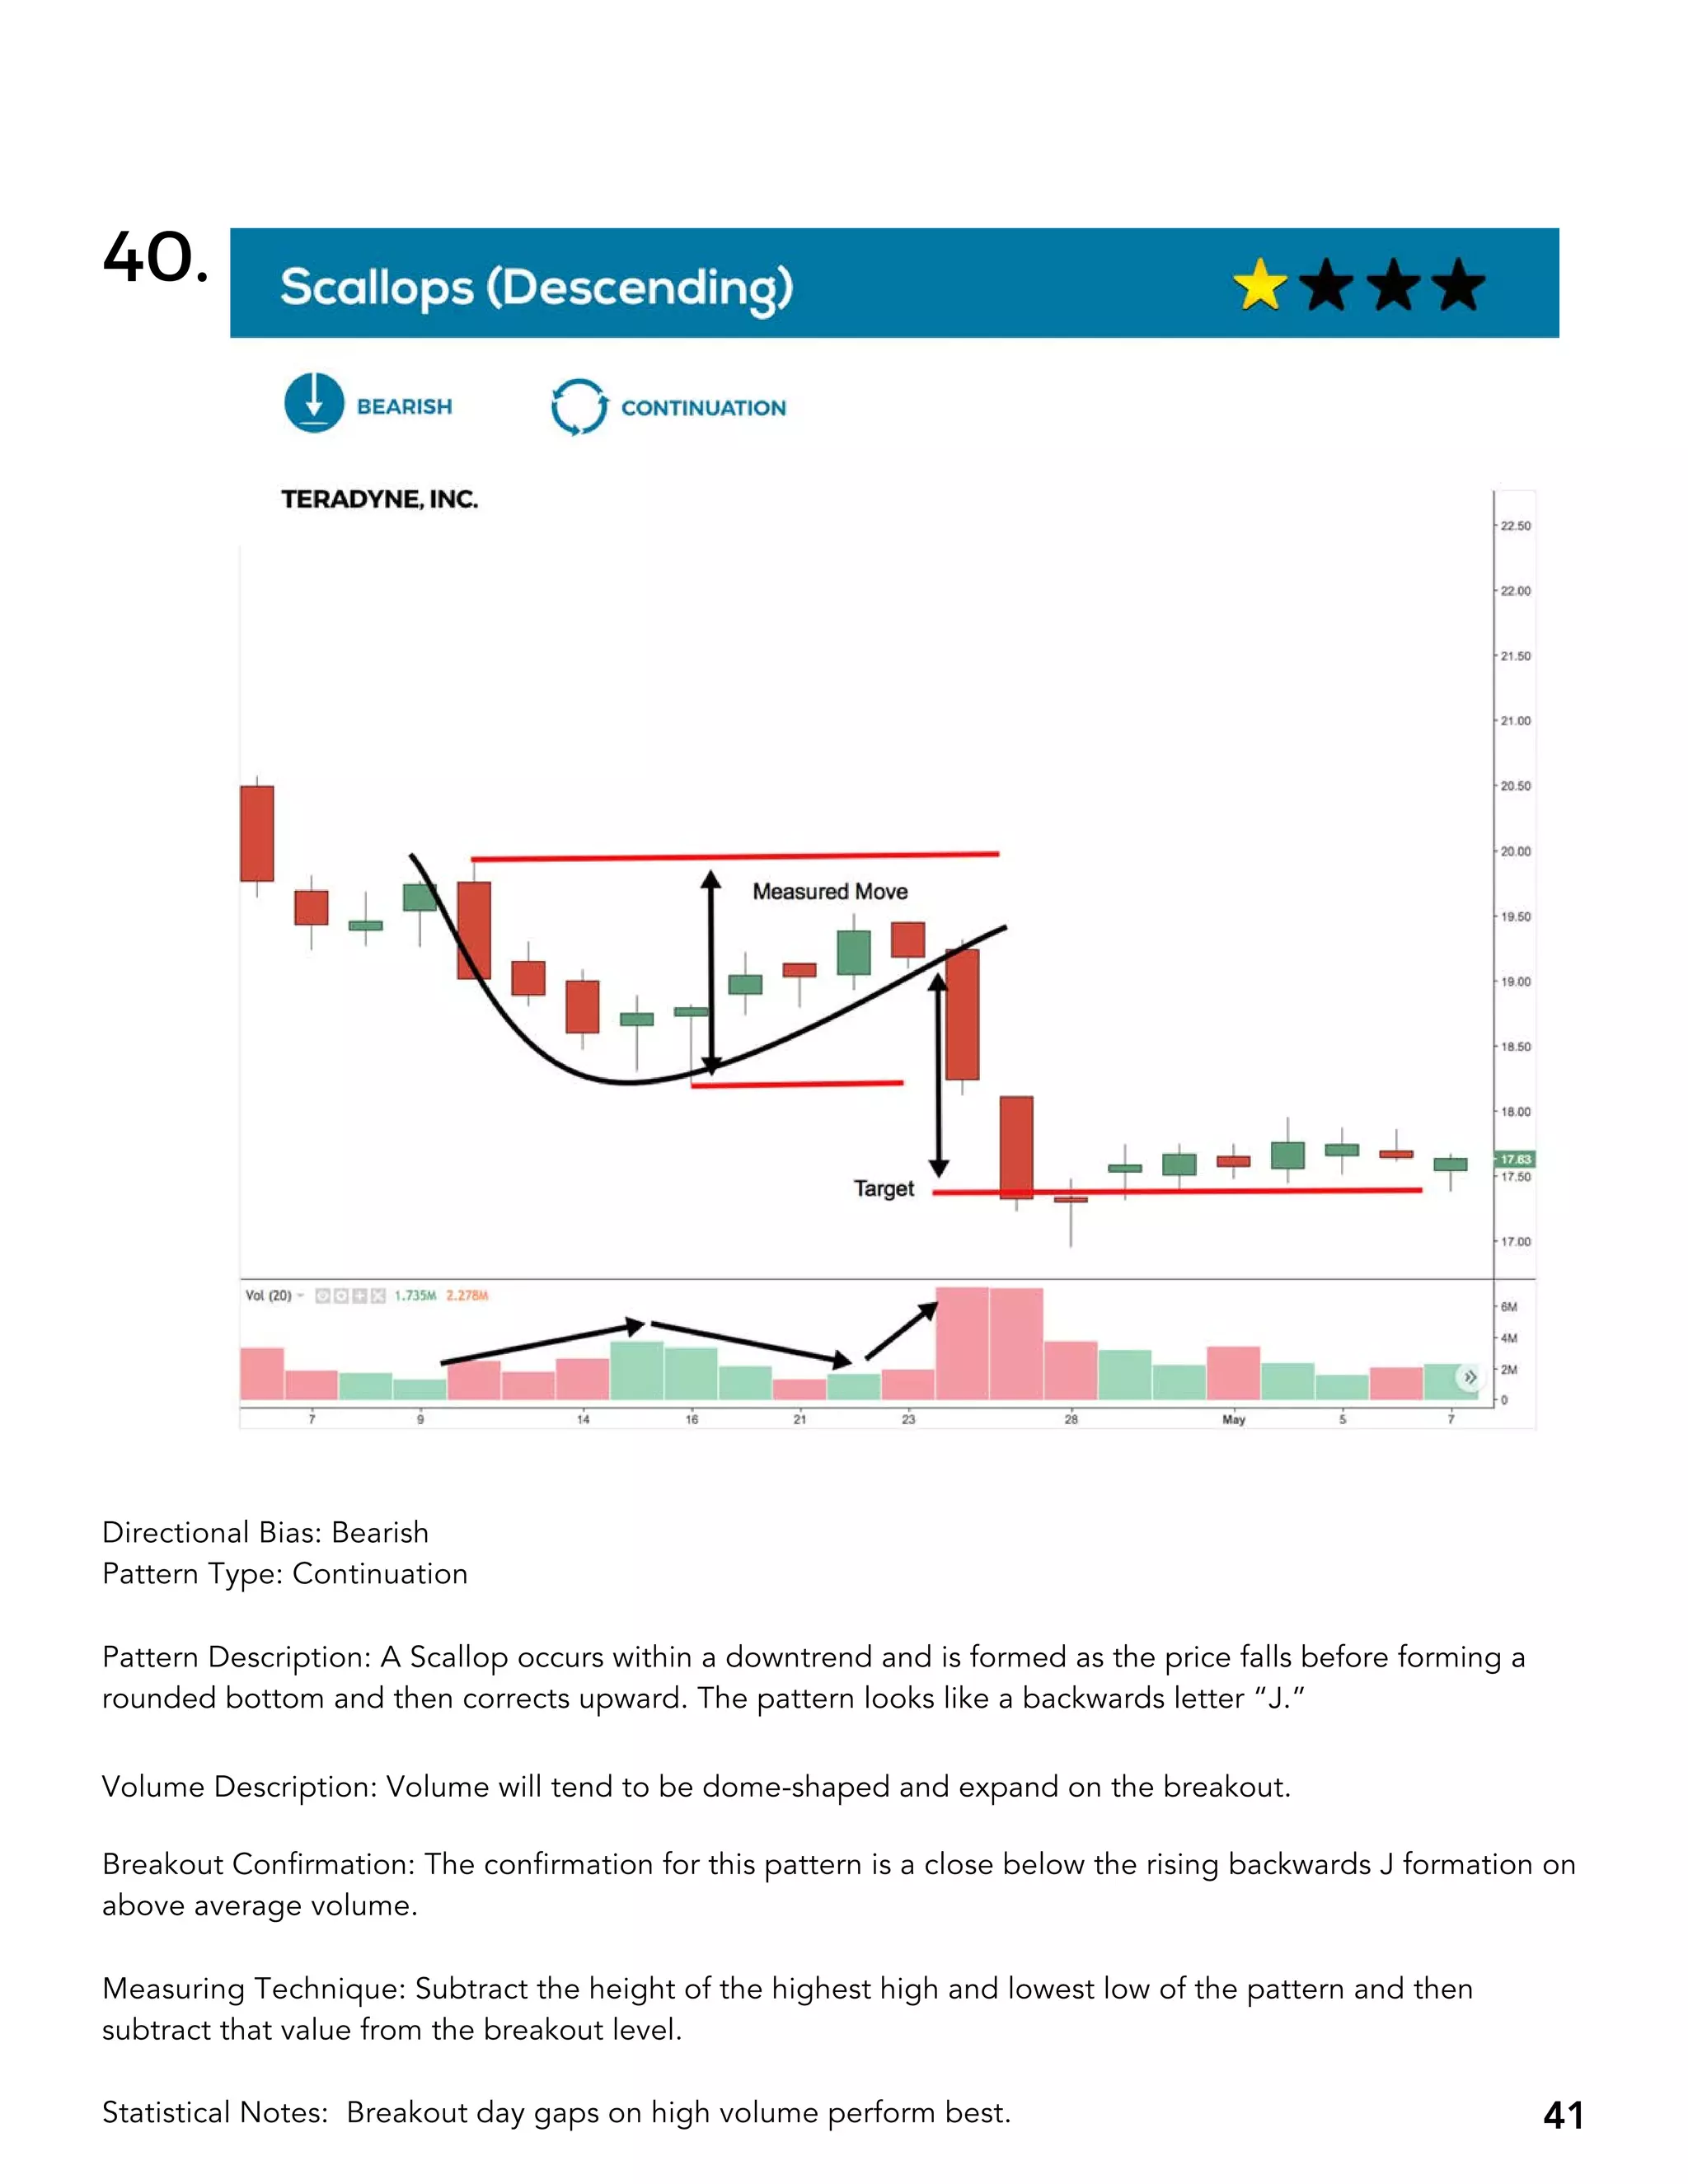 40.
Scallops (Descending)
BEARISH
CONTINUATION
TERADYNE, INC.
22.50
22.00
21.50
21.00
20.50
20.00
Measured Move
19.50
19.00
18.50
18.00
17.83
17.50
Target
17.00
Vol (20)
1.735M
2.278M
6M
4M
2M
0
7
9
14
16
21
23
28
May
5
7
Directional Bias: Bearish
Pattern Type: Continuation
Pattern Description: A Scallop occurs within a downtrend and is formed as the price falls before forming a
rounded bottom and then corrects upward. The pattern looks like a backwards letter “J.”
Volume Description: Volume will tend to be dome-shaped and expand on the breakout.
Breakout Confirmation: The confirmation for this pattern is a close below the rising backwards J formation on
above average volume.
Measuring Technique: Subtract the height of the highest high and lowest low of the pattern and then
subtract that value from the breakout level.
Statistical Notes:  Breakout day gaps on high volume perform best.
41